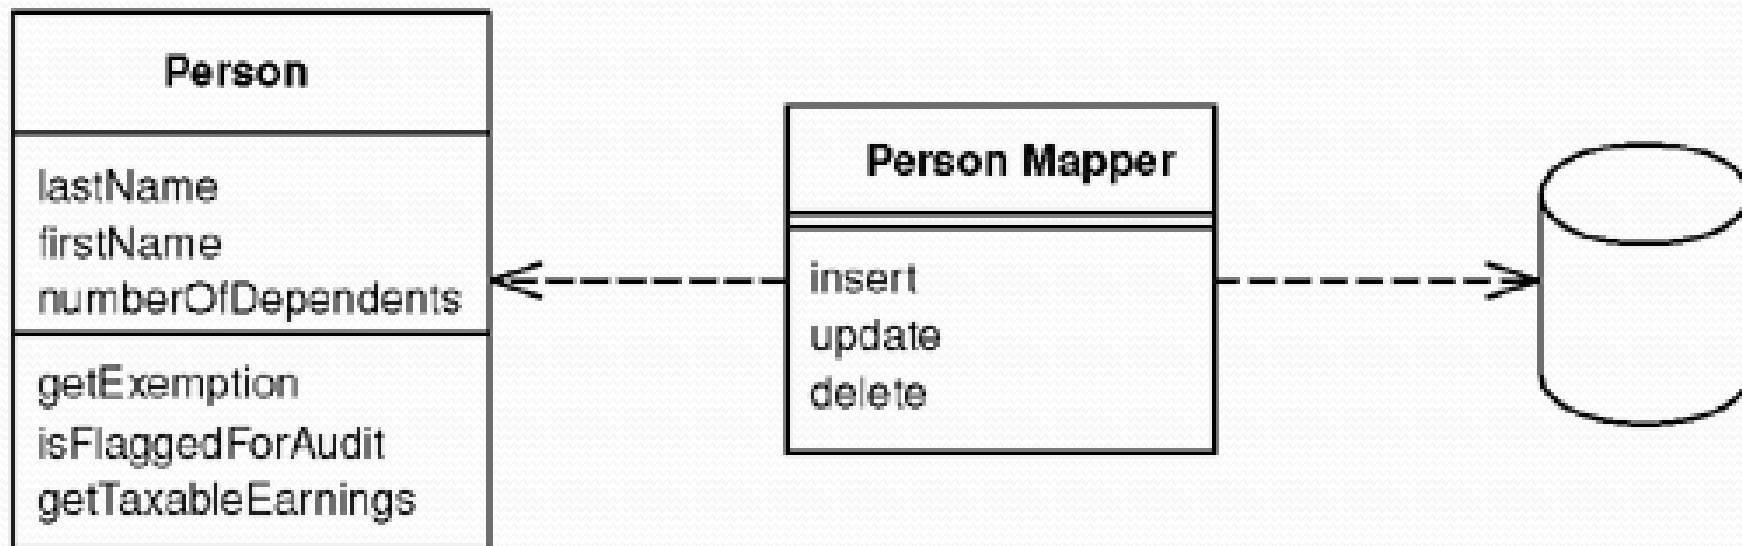 Person
lastName
firstName
numberOfDependents
getExemption
isFlaggedForAudit
getTaxableEarnings
Person Mapper
insert
update
delete